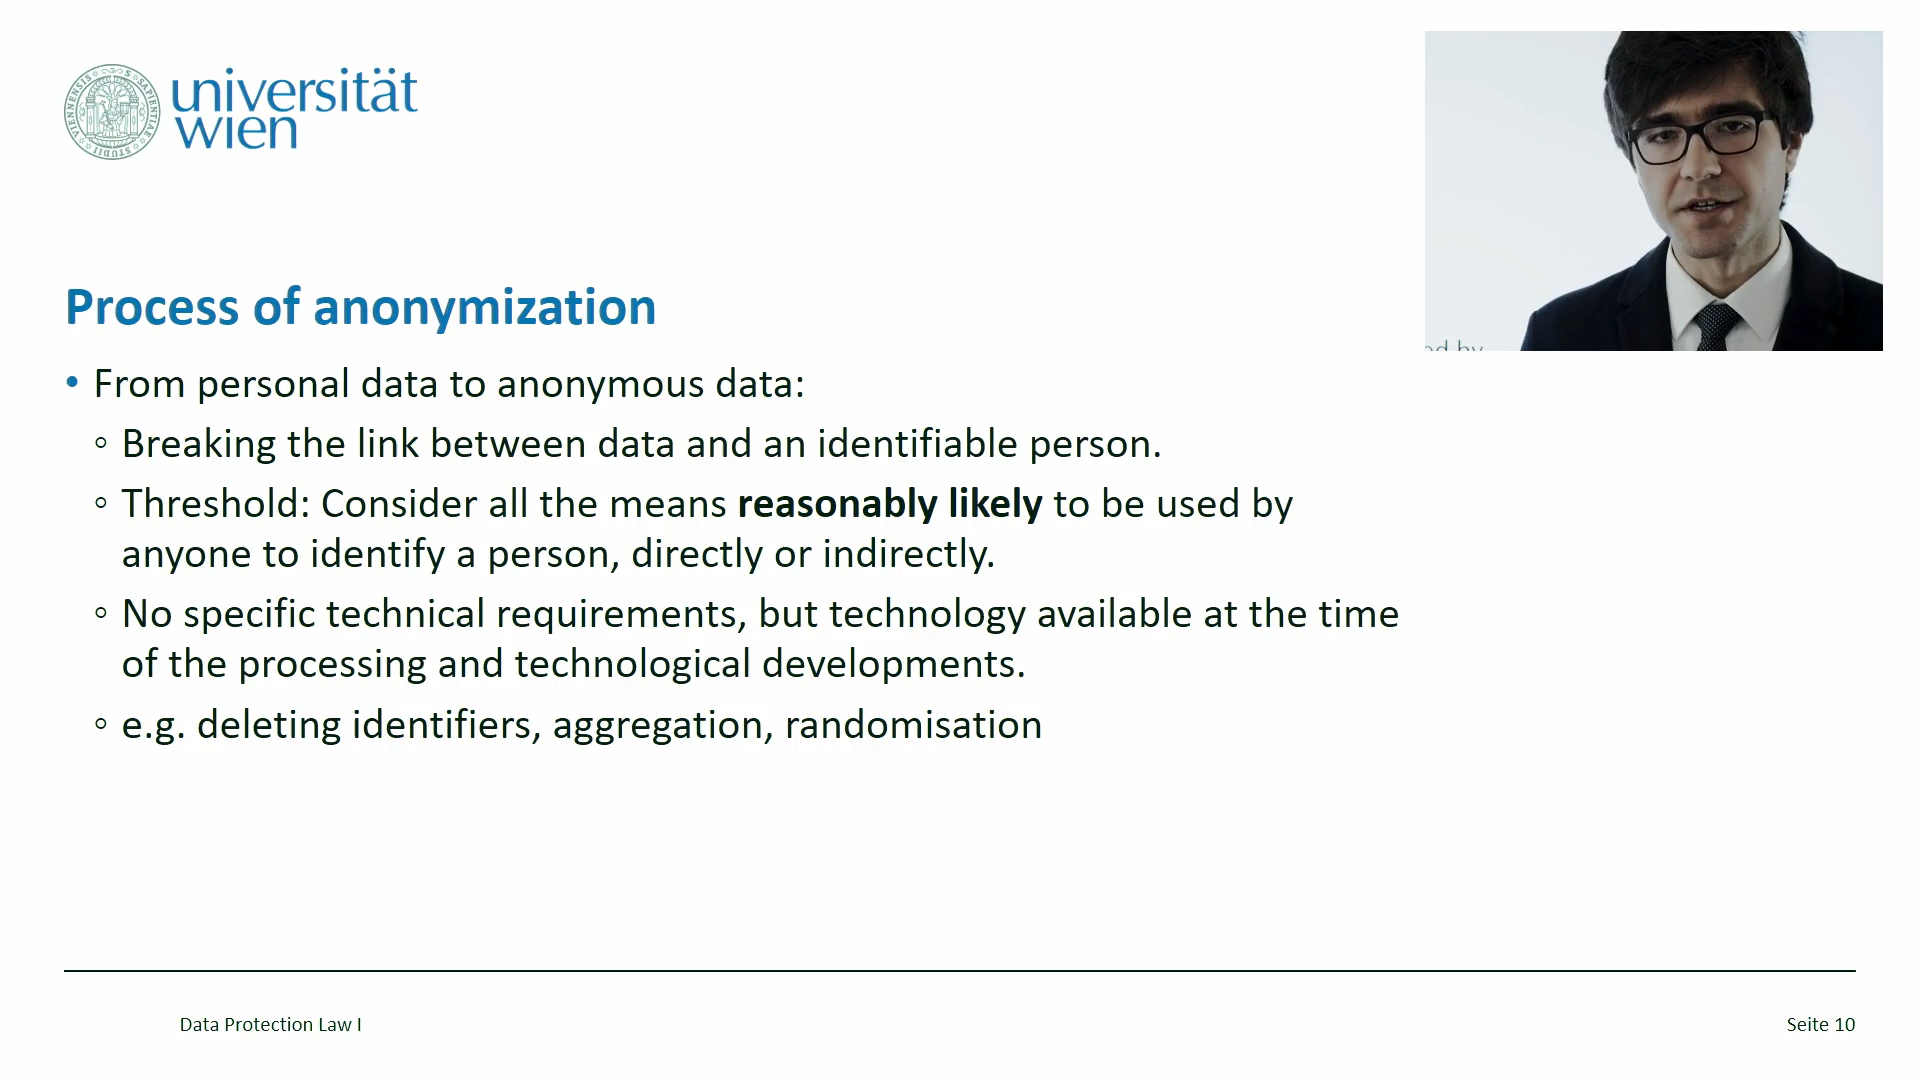 universität
wien
Process of anonymization
• From personal data to anonymous data:
◦ Breaking the link between data and an identifiable person.
◦ Threshold: Consider all the means reasonably likely to be used by
anyone to identify a person, directly or indirectly.
◦ No specific technical requirements, but technology available at the time
of the processing and technological developments.
◦ e.g. deleting identifiers, aggregation, randomisation
Data Protection Law I
Seite 10